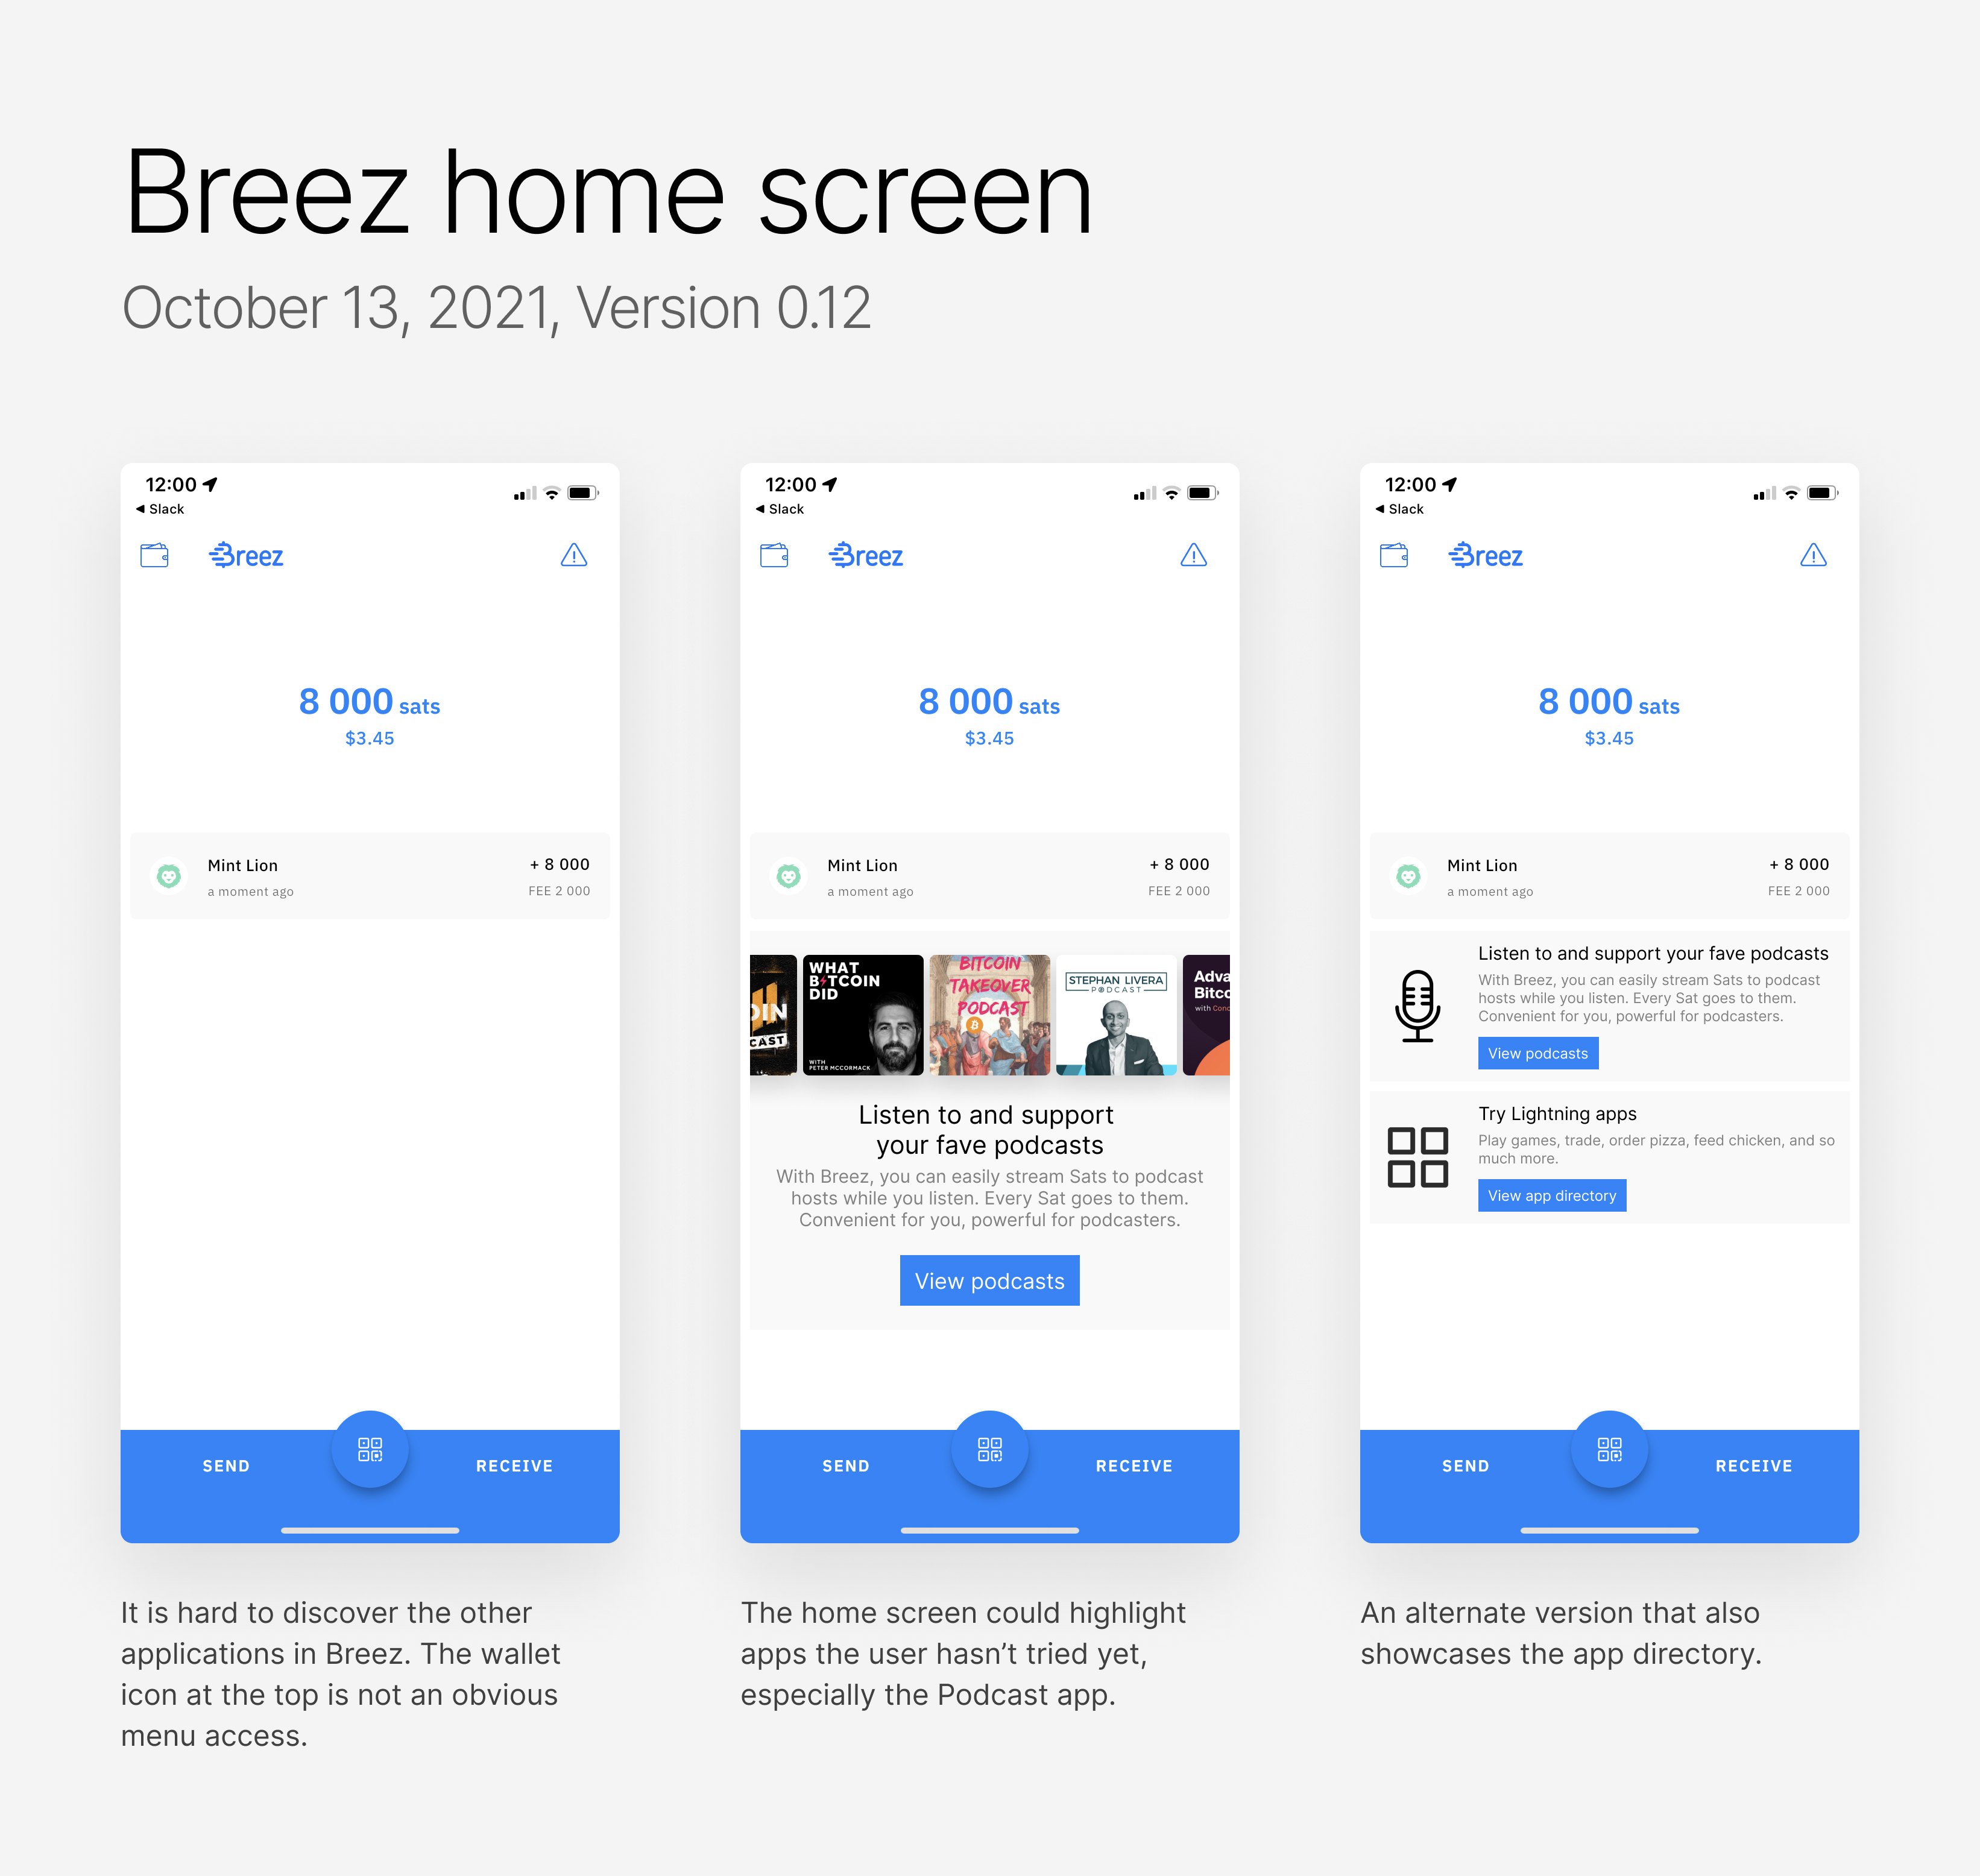 Breez home screen
October 13, 2021, Version 0.12
12:00
◀ Slack
Breez
8 000 sats
$3.45
Mint Lion
+ 8 000
a moment ago
FEE 2 000
SEND
RECEIVE
It is hard to discover the other
applications in Breez. The wallet
icon at the top is not an obvious
menu access.
12:00
◀ Slack
Breez
8 000 sats
$3.45
Mint Lion
+ 8 000
a moment ago
FEE 2 000
WHAT
BITCOIN
DID
WITH
PETER MCCORMACK
BITCOIN
TAKEOVER
PODCAST
STEPHAN LIVERA
PODCAST
Listen to and support
your fave podcasts
With Breez, you can easily stream Sats to podcast
hosts while you listen. Every Sat goes to them.
Convenient for you, powerful for podcasters.
View podcasts
SEND
RECEIVE
The home screen could highlight
apps the user hasn’t tried yet,
especially the Podcast app.
12:00
◀ Slack
Breez
8 000 sats
$3.45
Mint Lion
+ 8 000
a moment ago
FEE 2 000
Listen to and support your fave podcasts
With Breez, you can easily stream Sats to podcast
hosts while you listen. Every Sat goes to them.
Convenient for you, powerful for podcasters.
View podcasts
Try Lightning apps
Play games, trade, order pizza, feed chicken, and so
much more.
View app directory
SEND
RECEIVE
An alternate version that also
showcases the app directory.